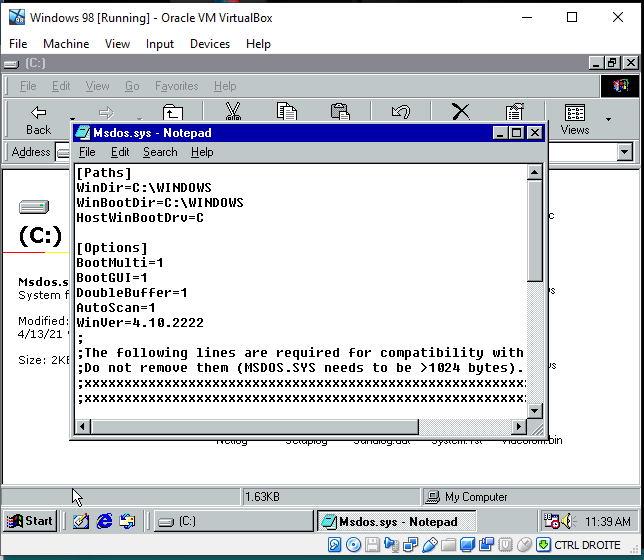 Windows 98 [Running] - Oracle VM VirtualBox
File Machine View Input Devices Help
(C:)
File Edit View Go Favorites Help
Back Views
Address
Msdos.sys - Notepad
File Edit Search Help
[Paths]
WinDir=C:\WINDOWS
WinBootDir=C:\WINDOWS
HostWinBootDrv=C
[Options]
BootMulti=1
BootGUI=1
DoubleBuffer=1
AutoScan=1
WinVer=4.10.2222
;
;The following lines are required for compatibility with
;Do not remove them (MSDOS.SYS needs to be >1024 bytes).
;xxxxxxxxxxxxxxxxxxxxxxxxxxxxxxxxxxxxxxxxxxxxxxxxxxxxxxxx
;xxxxxxxxxxxxxxxxxxxxxxxxxxxxxxxxxxxxxxxxxxxxxxxxxxxxxxxx
(C:)
Msdos.s
System f
Modified:
4/13/21
Size: 2KE
1.63KB My Computer
Start (C:) Msdos.sys - Notepad 11:39 AM
CTRL DROITE